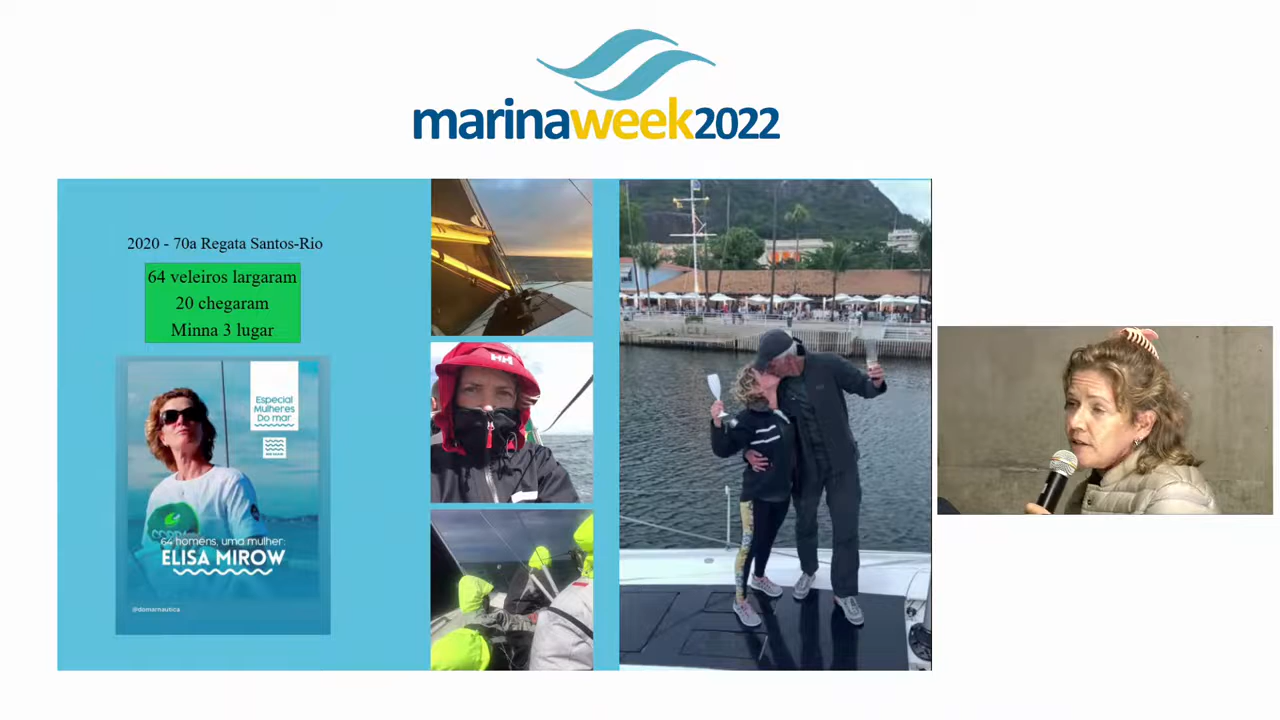 marinaweek2022
2020 - 70a Regata Santos-Rio
64 veleiros largaram
20 chegaram
Minna 3 lugar
Especial
Mulheres
Do mar
64 homens, uma mulher:
ELISA MIROW
@domarnautica
HH